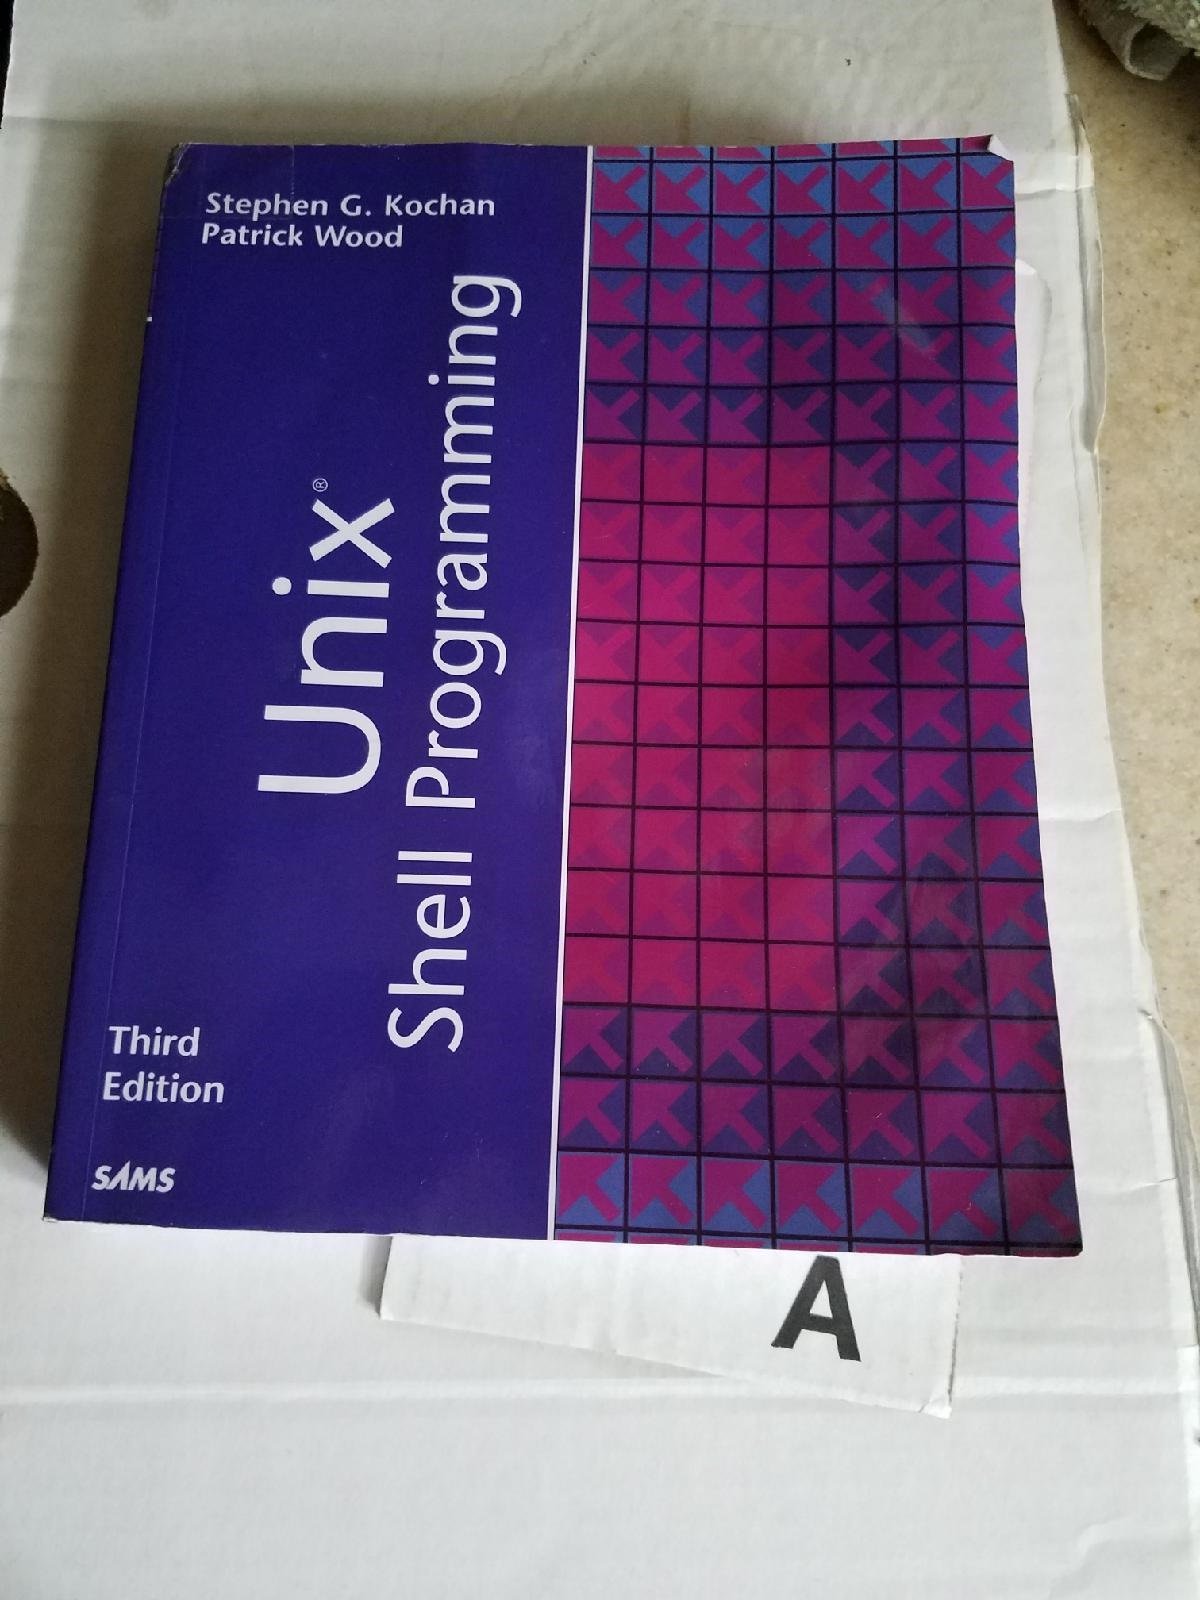 Stephen G. Kochan
Patrick Wood
Unix®
Shell Programming
Third
Edition
SAMS
A